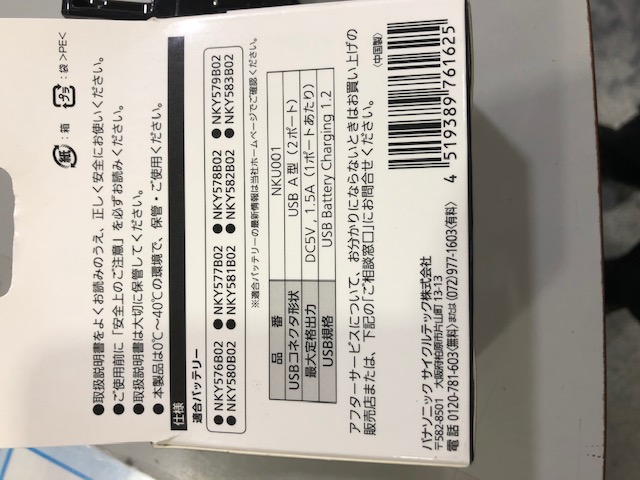 紙 :箱 プラ :袋 >PE<
●取扱説明書をよくお読みのうえ、正しく安全にお使いください。
●ご使用前に「安全上のご注意」を必ずお読みください。
●取扱説明書は大切に保管してください。
●本製品は0℃～40℃の環境で、保管・ご使用ください。
仕様
適合バッテリー
●NKY576B02 ●NKY577B02 ●NKY578B02 ●NKY579B02
●NKY580B02 ●NKY581B02 ●NKY582B02 ●NKY583B02
※適合バッテリーの最新情報は当社ホームページでご確認ください。
品番 NKU001
USBコネクタ形状 USB A 型（2ポート）
最大定格出力 DC5V、1.5A（1ポートあたり）
USB規格 USB Battery Charging 1.2
アフターサービスについて、お分かりにならないときはお買い上げの
販売店または、下記の「ご相談窓口」にお問合せください。
（中国製）
パナソニック サイクルテック株式会社
〒582-8501 大阪府柏原市片山町 13-13
電話 0120-781-603（無料）または（072）977-1603（有料）
4 519389 761625